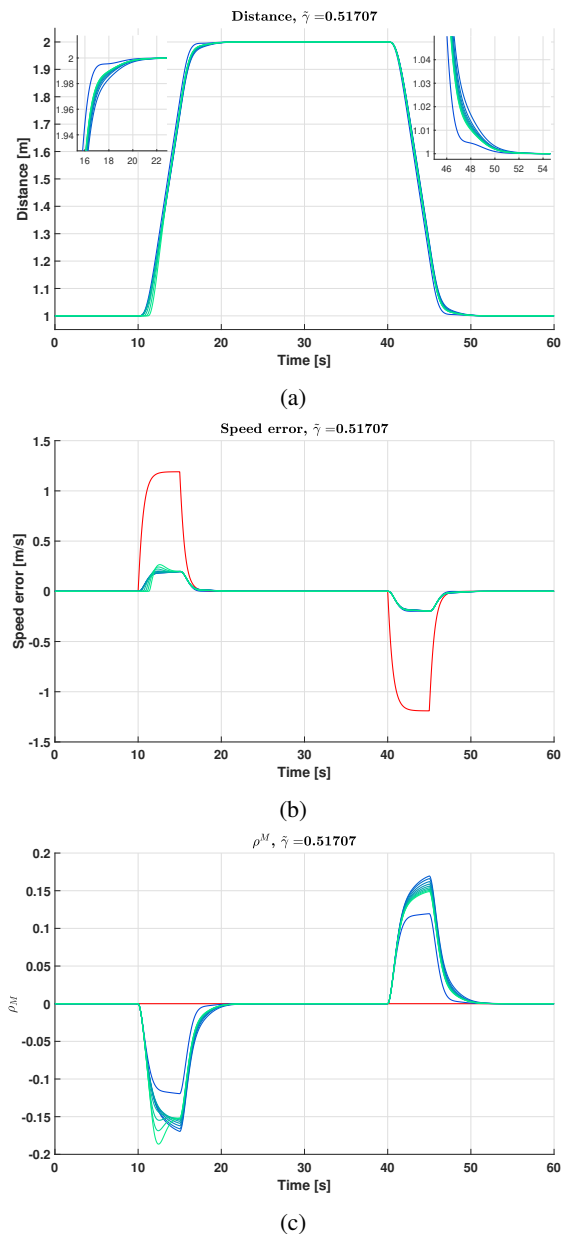 Distance, γ̃ =0.51707
2
1.9
1.8
1.7
1.6
1.5
1.4
1.3
1.2
1.1
1
Distance [m]
2
1.98
1.96
1.94
16 18 20 22
1.04
1.03
1.02
1.01
1
46 48 50 52 54
0 10 20 30 40 50 60
Time [s]
(a)
Speed error, γ̃ =0.51707
1.5
1
0.5
0
-0.5
-1
-1.5
Speed error [m/s]
0 10 20 30 40 50 60
Time [s]
(b)
ρ^M, γ̃ =0.51707
0.2
0.15
0.1
0.05
0
-0.05
-0.1
-0.15
-0.2
ρ_M
0 10 20 30 40 50 60
Time [s]
(c)